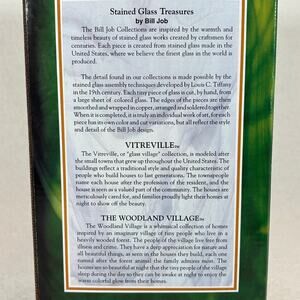 Stained Glass Treasures
by Bill Job
The Bill Job Collections are inspired by the warmth and
timeless beauty of stained glass works created by craftsmen for
centuries. Each piece is created from stained glass made in the
United States, where we believe the finest glass in the world is
produced.
The detail found in our collections is made possible by the
stained glass assembly techniques developed by Louis C. Tiffany
in the 19th century. Each tiny piece of glass is cut, by hand, from
a large sheet of colored glass. The edges of the pieces are then
smoothed and wrapped in copper, arranged and soldered together.
When it is completed, it is truly an individual work of art, for each
piece has its own color and cut variations, but all reflect the style
and detail of the Bill Job design.
VITREVILLE™
The Vitreville, or "glass village" collection, is modeled after
the small towns that grew up throughout the United States. The
buildings reflect a traditional style and quality characteristic of
people who build houses to last generations. The townspeople
name each house after the profession of the resident, and the
house is seen as a valued part of the community. The houses are
meticulously cared for, and families proudly light their houses at
night to show off the beauty.
THE WOODLAND VILLAGE™
The Woodland Village is a whimsical collection of homes
inspired by an imaginary village of tiny people who live in a
heavily wooded forest. The people of the village live free from
illness and crime. They have a deep appreciation for nature and
all beautiful things, as seen in the houses they build, each one
named after the forest animal the family admires most. The
houses are so beautiful at night that the tiny people of the village
sleep during the day so they can be awake at night to enjoy the
warm colorful glow from their homes.